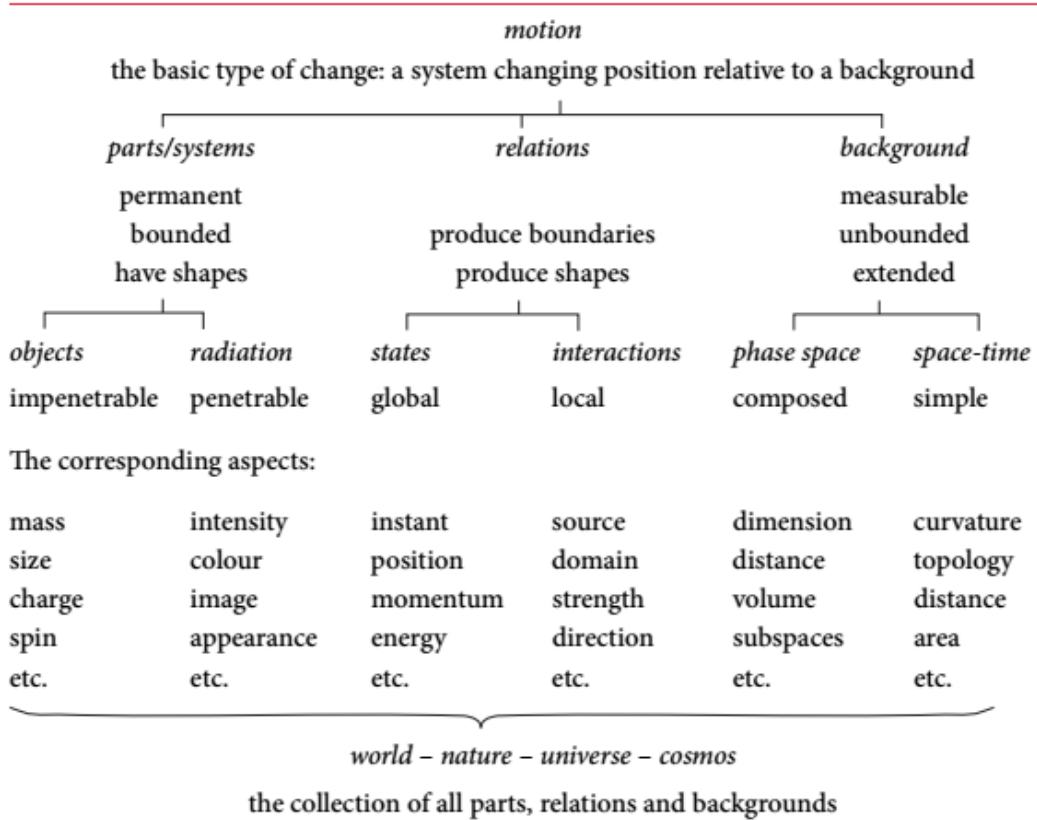 motion
the basic type of change: a system changing position relative to a background
parts/systems relations background
permanent measurable
bounded produce boundaries unbounded
have shapes produce shapes extended
objects radiation states interactions phase space space-time
impenetrable penetrable global local composed simple
The corresponding aspects:
mass intensity instant source dimension curvature
size colour position domain distance topology
charge image momentum strength volume distance
spin appearance energy direction subspaces area
etc. etc. etc. etc. etc. etc.
world – nature – universe – cosmos
the collection of all parts, relations and backgrounds